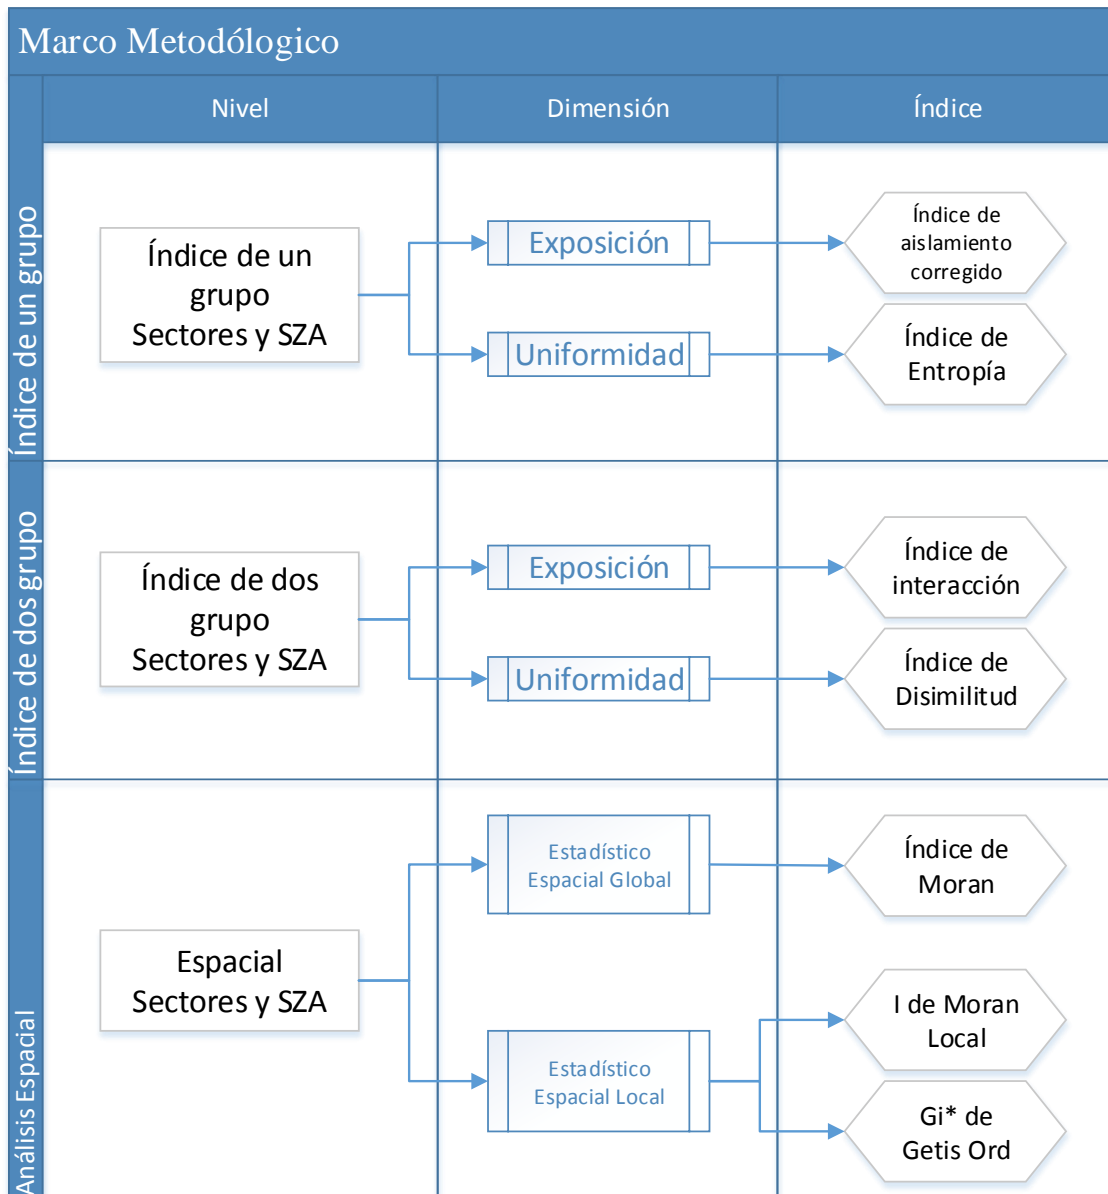 Marco Metodólogico
Nivel
Dimensión
Índice
Índice de un grupo
Índice de un
grupo
Sectores y SZA
Exposición
Índice de
aislamiento
corregido
Uniformidad
Índice de
Entropía
Índice de dos grupo
Índice de dos
grupo
Sectores y SZA
Exposición
Índice de
interacción
Uniformidad
Índice de
Disimilitud
Análisis Espacial
Espacial
Sectores y SZA
Estadístico
Espacial Global
Índice de
Moran
Estadístico
Espacial Local
I de Moran
Local
Gi* de
Getis Ord